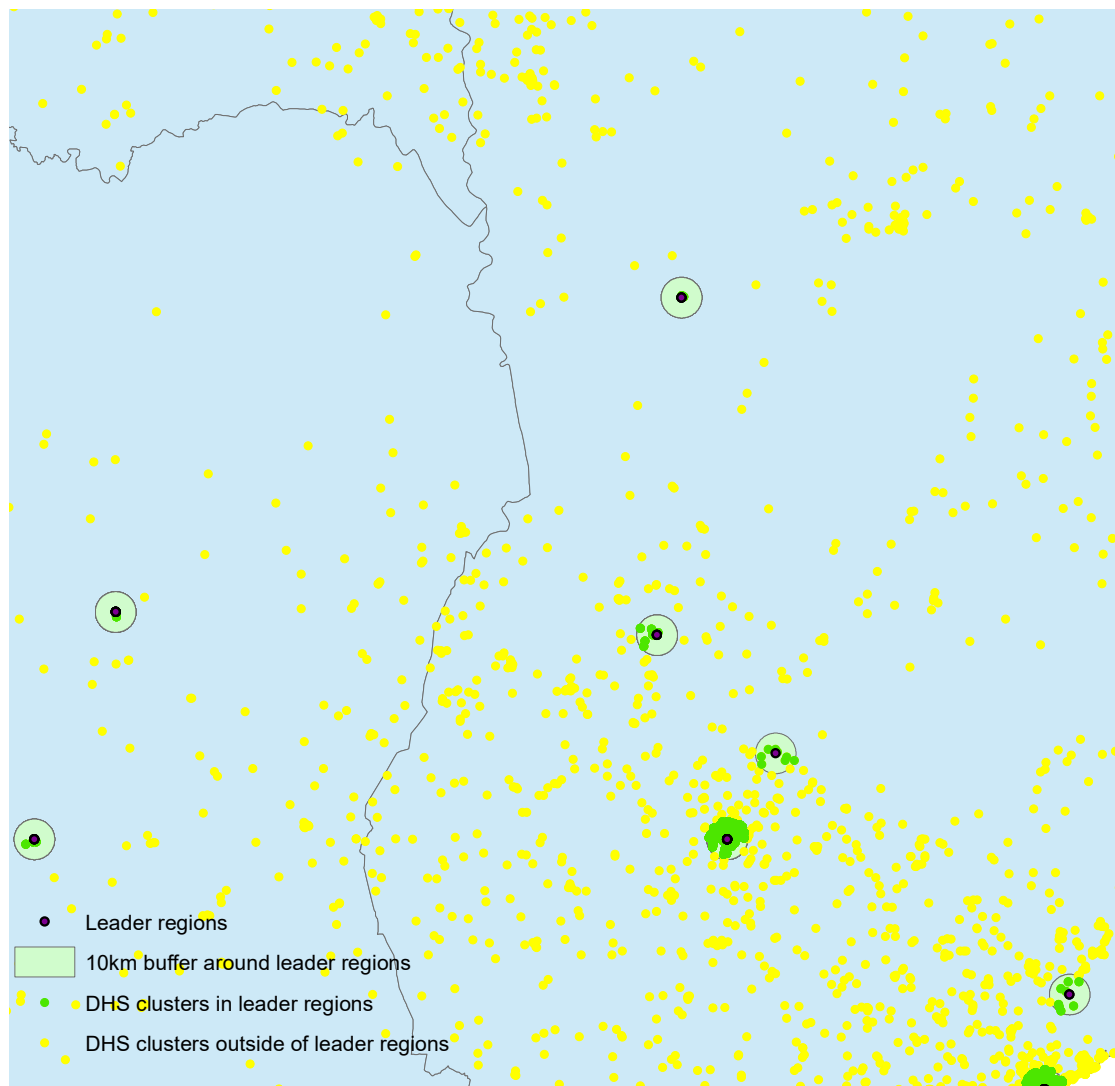 Leader regions
10km buffer around leader regions
DHS clusters in leader regions
DHS clusters outside of leader regions